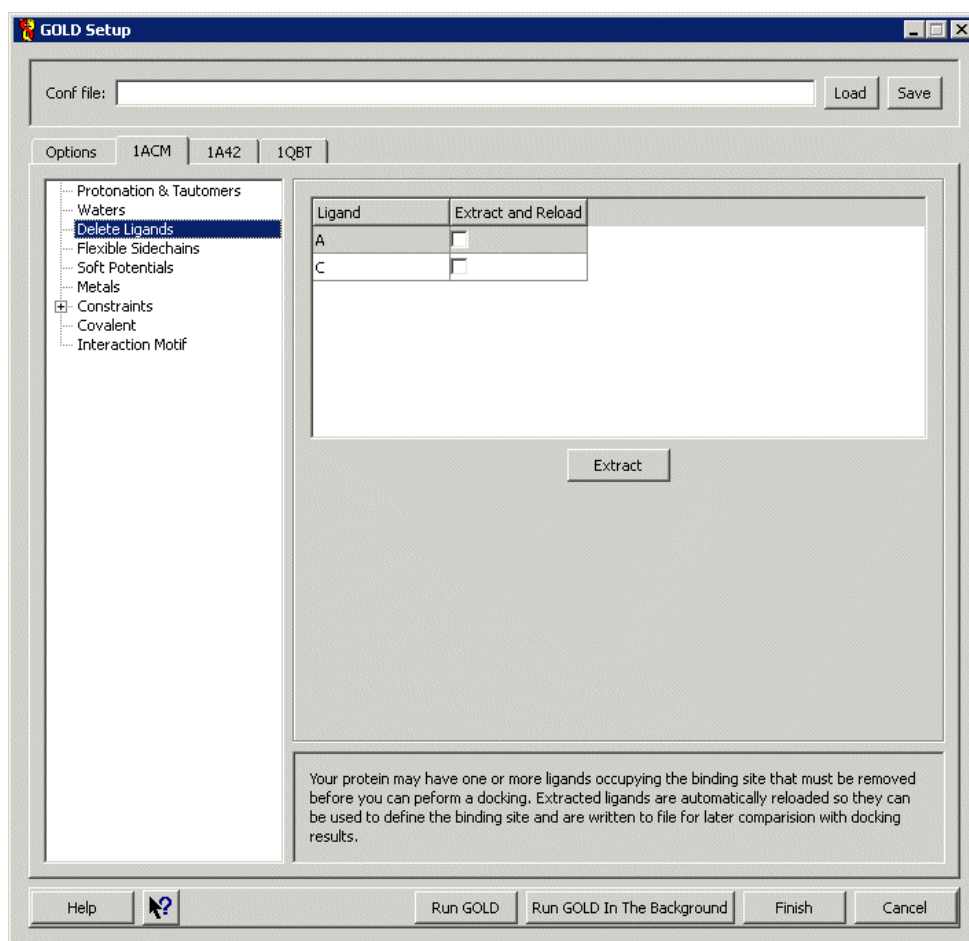 GOLD Setup
Conf file:
Load
Save
Options
1ACM
1A42
1QBT
Protonation & Tautomers
Waters
Delete Ligands
Flexible Sidechains
Soft Potentials
Metals
Constraints
Covalent
Interaction Motif
Ligand
Extract and Reload
A
C
Extract
Your protein may have one or more ligands occupying the binding site that must be removed
before you can peform a docking. Extracted ligands are automatically reloaded so they can
be used to define the binding site and are written to file for later comparision with docking
results.
Help
Run GOLD
Run GOLD In The Background
Finish
Cancel